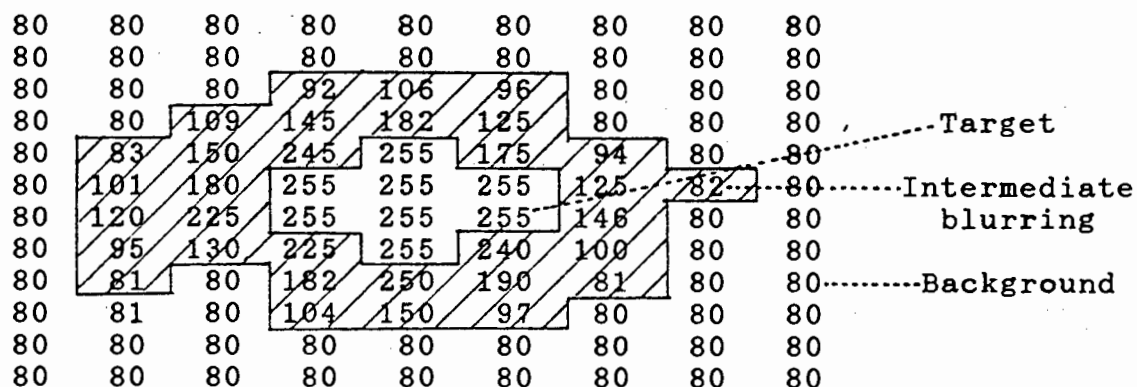 80 80 80 80 80 80 80 80 80
80 80 80 80 80 80 80 80 80
80 80 80 92 106 96 80 80 80
80 80 109 145 182 125 80 80 80
80 83 150 245 255 175 94 80 80
80 101 180 255 255 255 125 82 80
80 120 225 255 255 255 146 80 80
80 95 130 225 255 240 100 80 80
80 81 80 182 250 190 81 80 80
80 81 80 104 150 97 80 80 80
80 80 80 80 80 80 80 80 80
80 80 80 80 80 80 80 80 80
Target
Intermediate
blurring
Background